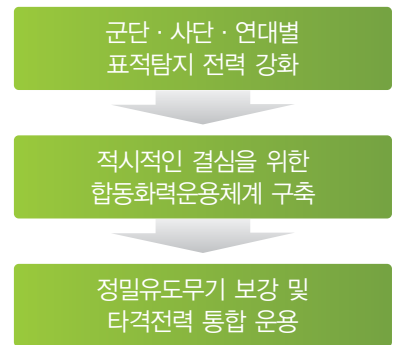 군단 · 사단 · 연대별
표적탐지 전력 강화
적시적인 결심을 위한
합동화력운용체계 구축
정밀유도무기 보강 및
타격전력 통합 운용